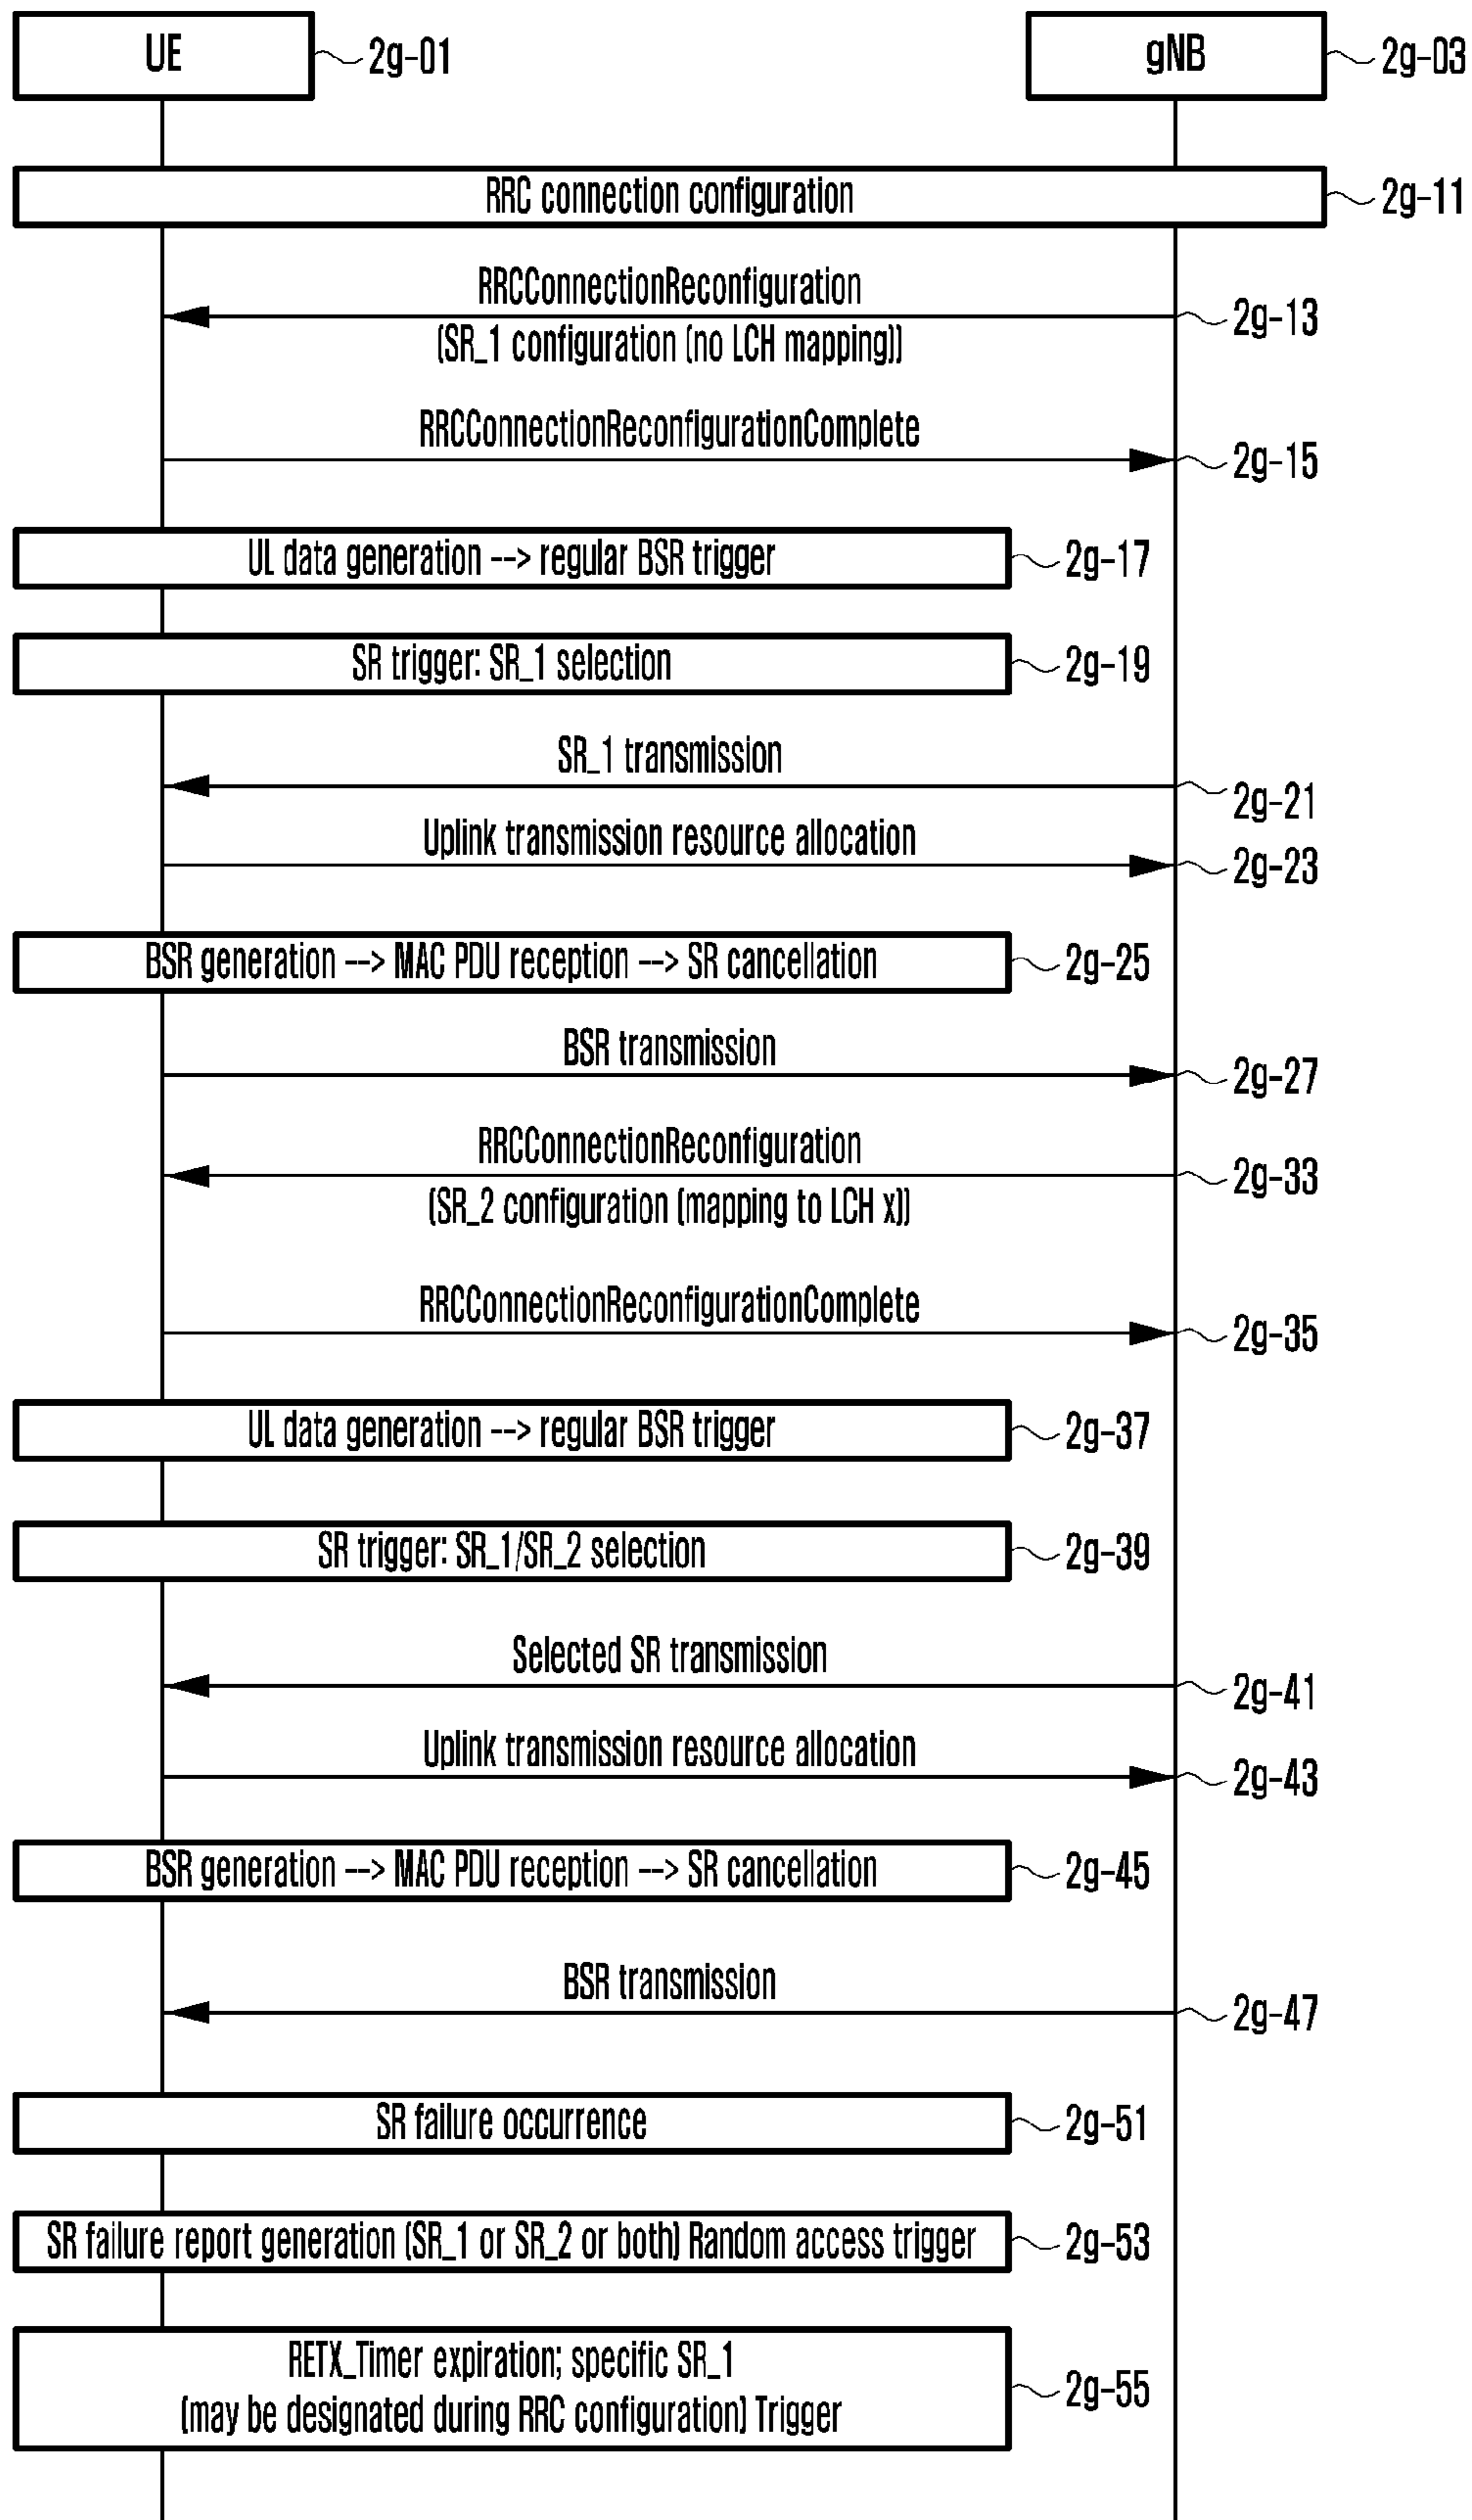 UE
2g-01
gNB
2g-03
RRC connection configuration
2g-11
RRCConnectionReconfiguration
2g-13
(SR_1 configuration (no LCH mapping))
RRCConnectionReconfigurationComplete
2g-15
UL data generation --> regular BSR trigger
2g-17
SR trigger: SR_1 selection
2g-19
SR_1 transmission
2g-21
Uplink transmission resource allocation
2g-23
BSR generation --> MAC PDU reception --> SR cancellation
2g-25
BSR transmission
2g-27
RRCConnectionReconfiguration
2g-33
(SR_2 configuration (mapping to LCH x))
RRCConnectionReconfigurationComplete
2g-35
UL data generation --> regular BSR trigger
2g-37
SR trigger: SR_1/SR_2 selection
2g-39
Selected SR transmission
2g-41
Uplink transmission resource allocation
2g-43
BSR generation --> MAC PDU reception --> SR cancellation
2g-45
BSR transmission
2g-47
SR failure occurrence
2g-51
SR failure report generation (SR_1 or SR_2 or both) Random access trigger
2g-53
RETX_Timer expiration; specific SR_1
(may be designated during RRC configuration) Trigger
2g-55